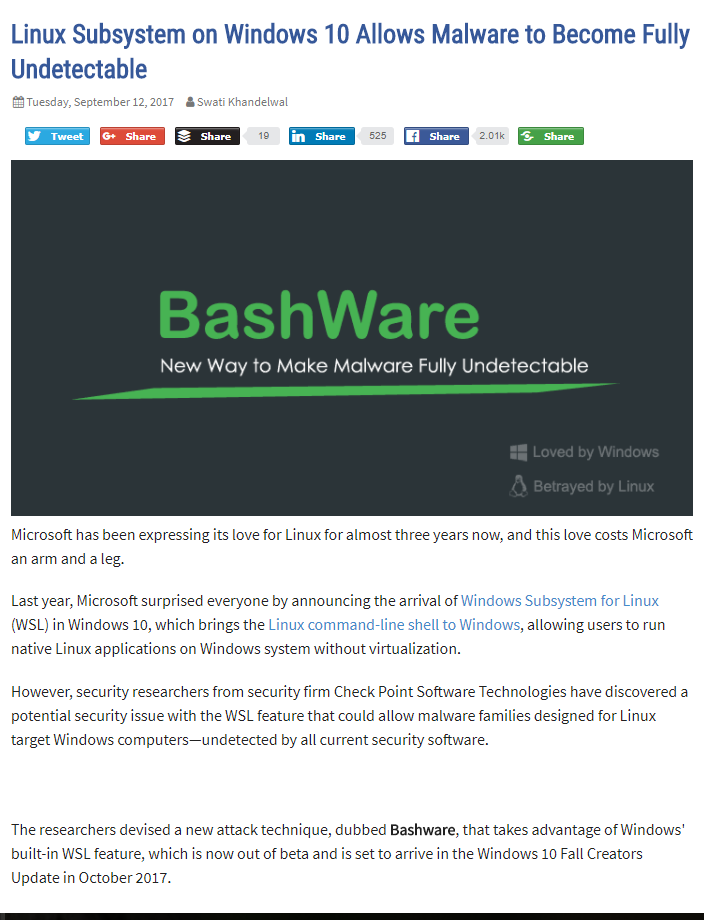 Linux Subsystem on Windows 10 Allows Malware to Become Fully
Undetectable
Tuesday, September 12, 2017 Swati Khandelwal
Tweet Share Share 19 Share 525 Share 2.01k Share
BashWare
New Way to Make Malware Fully Undetectable
Loved by Windows
Betrayed by Linux
Microsoft has been expressing its love for Linux for almost three years now, and this love costs Microsoft
an arm and a leg.
Last year, Microsoft surprised everyone by announcing the arrival of Windows Subsystem for Linux
(WSL) in Windows 10, which brings the Linux command-line shell to Windows, allowing users to run
native Linux applications on Windows system without virtualization.
However, security researchers from security firm Check Point Software Technologies have discovered a
potential security issue with the WSL feature that could allow malware families designed for Linux
target Windows computers—undetected by all current security software.
The researchers devised a new attack technique, dubbed Bashware, that takes advantage of Windows'
built-in WSL feature, which is now out of beta and is set to arrive in the Windows 10 Fall Creators
Update in October 2017.